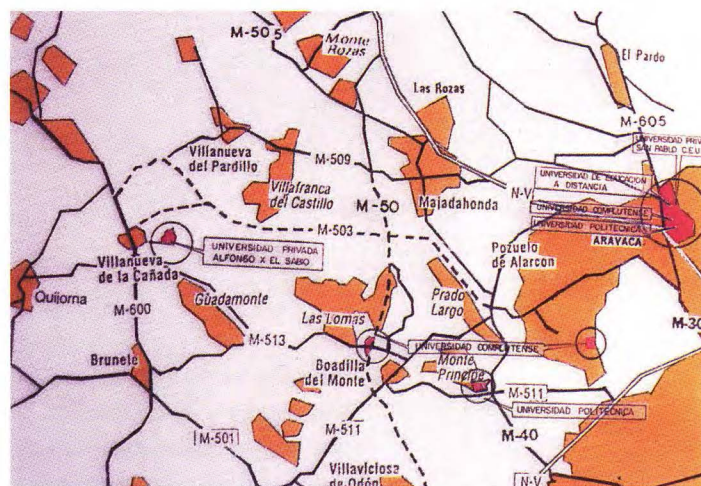 M-505
Monte
Rozas
El Pardo
Las Rozas
M-605
Villanueva
del Pardillo
M-509
Villafranca
del Castillo
M-50
Majadahonda
N-V
UNIVERSIDAD PRIV
SAN PABLO C.E.U.
UNIVERSIDAD DE EDUCACION
A DISTANCIA
UNIVERSIDAD COMPLUTENSE
UNIVERSIDAD POLITECNICA
ARAVACA
M-503
UNIVERSIDAD PRIVADA
ALFONSO X EL SABIO
Pozuelo
de Alarcon
Villanueva
de la Cañada
Quijorna
M-600
Guadamonte
Las Lomas
Prado
Largo
M-30
M-513
UNIVERSIDAD COMPLUTENSE
Brunete
Boadilla
del Monte
Monte
Principe
M-511
UNIVERSIDAD POLITECNICA
M-501
M-511
M-40
Villaviciosa
de Odón
N-V